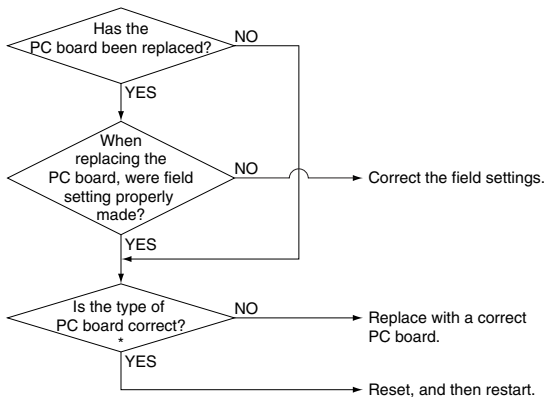 Has the
PC board been replaced?
NO
YES
When
replacing the
PC board, were field
setting properly
made?
NO
Correct the field settings.
YES
Is the type of
PC board correct?
*
NO
Replace with a correct
PC board.
YES
Reset, and then restart.